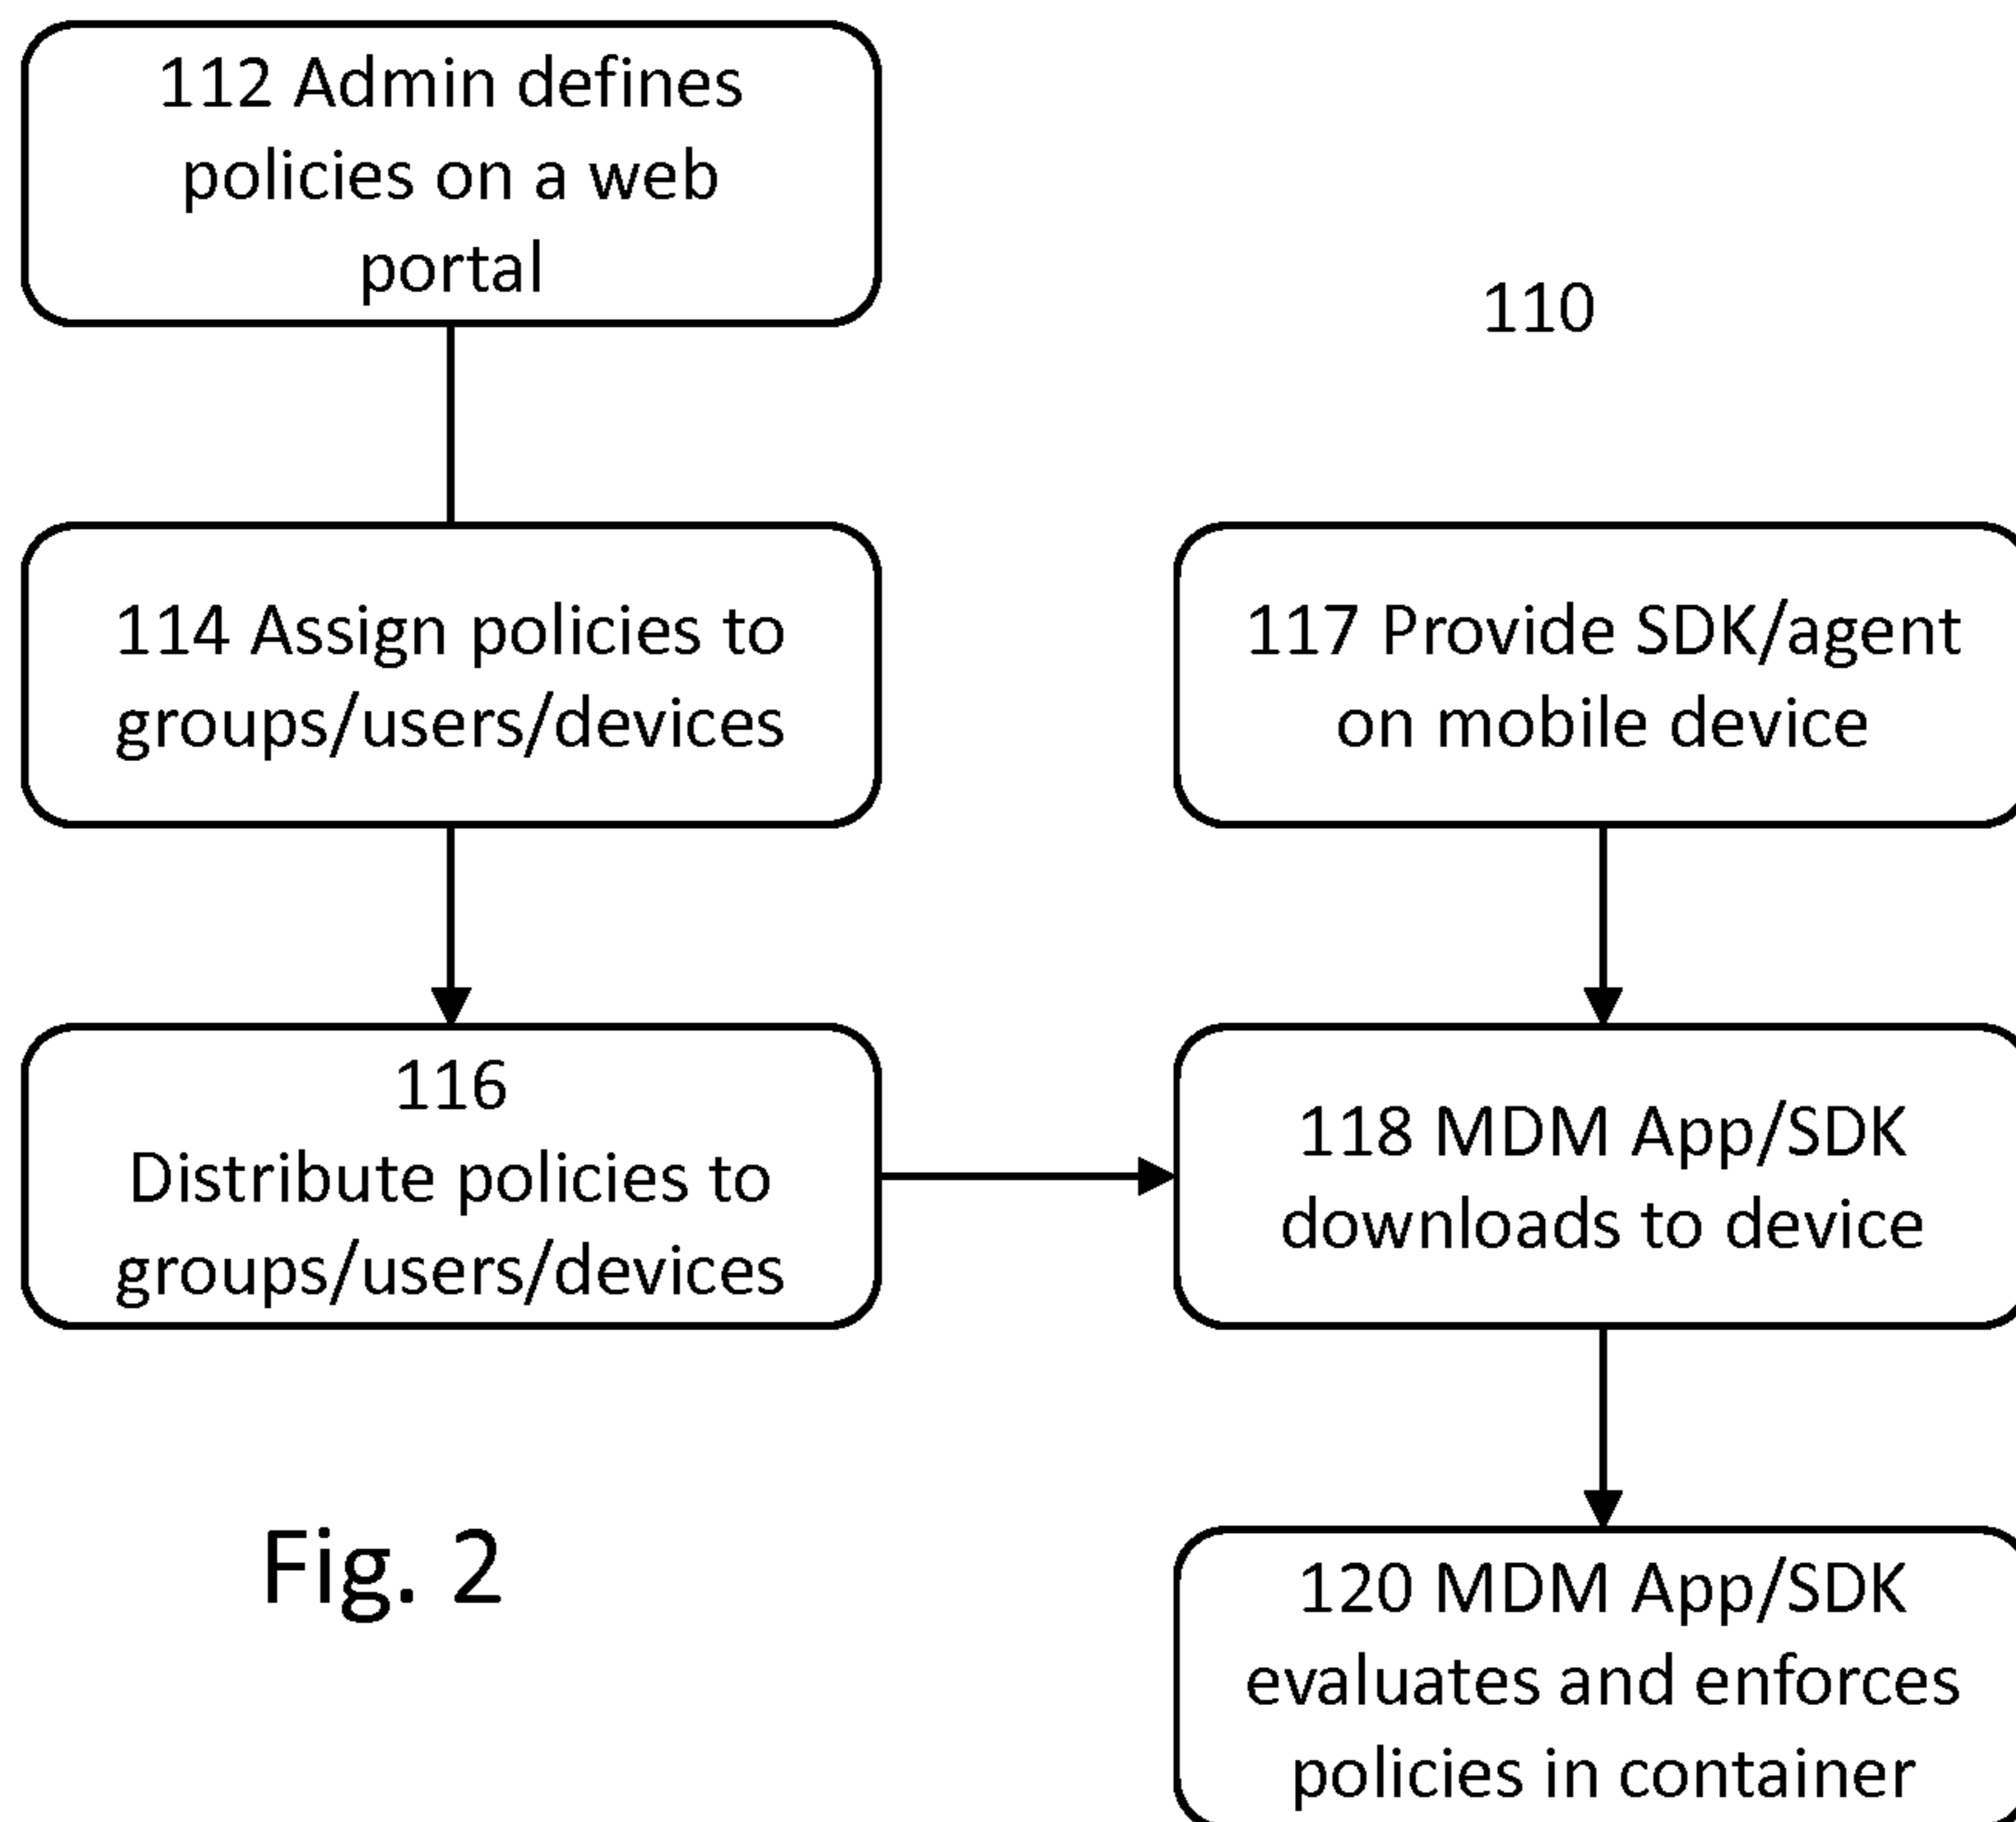 112 Admin defines
policies on a web
portal
110
114 Assign policies to
groups/users/devices
117 Provide SDK/agent
on mobile device
116
Distribute policies to
groups/users/devices
118 MDM App/SDK
downloads to device
Fig. 2
120 MDM App/SDK
evaluates and enforces
policies in container